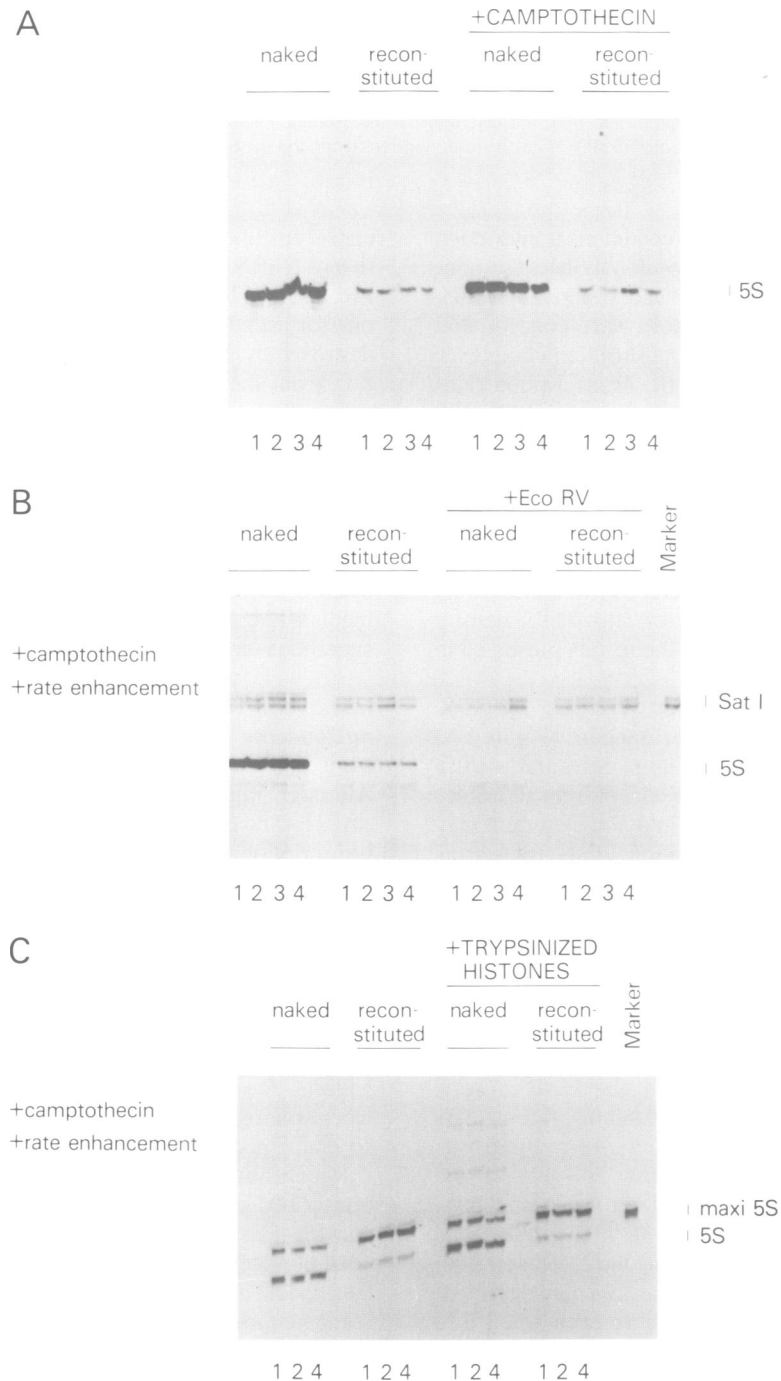 A
+CAMPTOTHECIN
naked
recon-
stituted
naked
recon-
stituted
5S
1 2 3 4
1 2 3 4
1 2 3 4
1 2 3 4
B
+Eco RV
naked
recon-
stituted
naked
recon-
stituted
Marker
+camptothecin
+rate enhancement
Sat I
5S
1 2 3 4
1 2 3 4
1 2 3 4
1 2 3 4
C
+TRYPSINIZED
HISTONES
naked
recon-
stituted
naked
recon-
stituted
Marker
+camptothecin
+rate enhancement
maxi 5S
5S
1 2 4
1 2 4
1 2 4
1 2 4